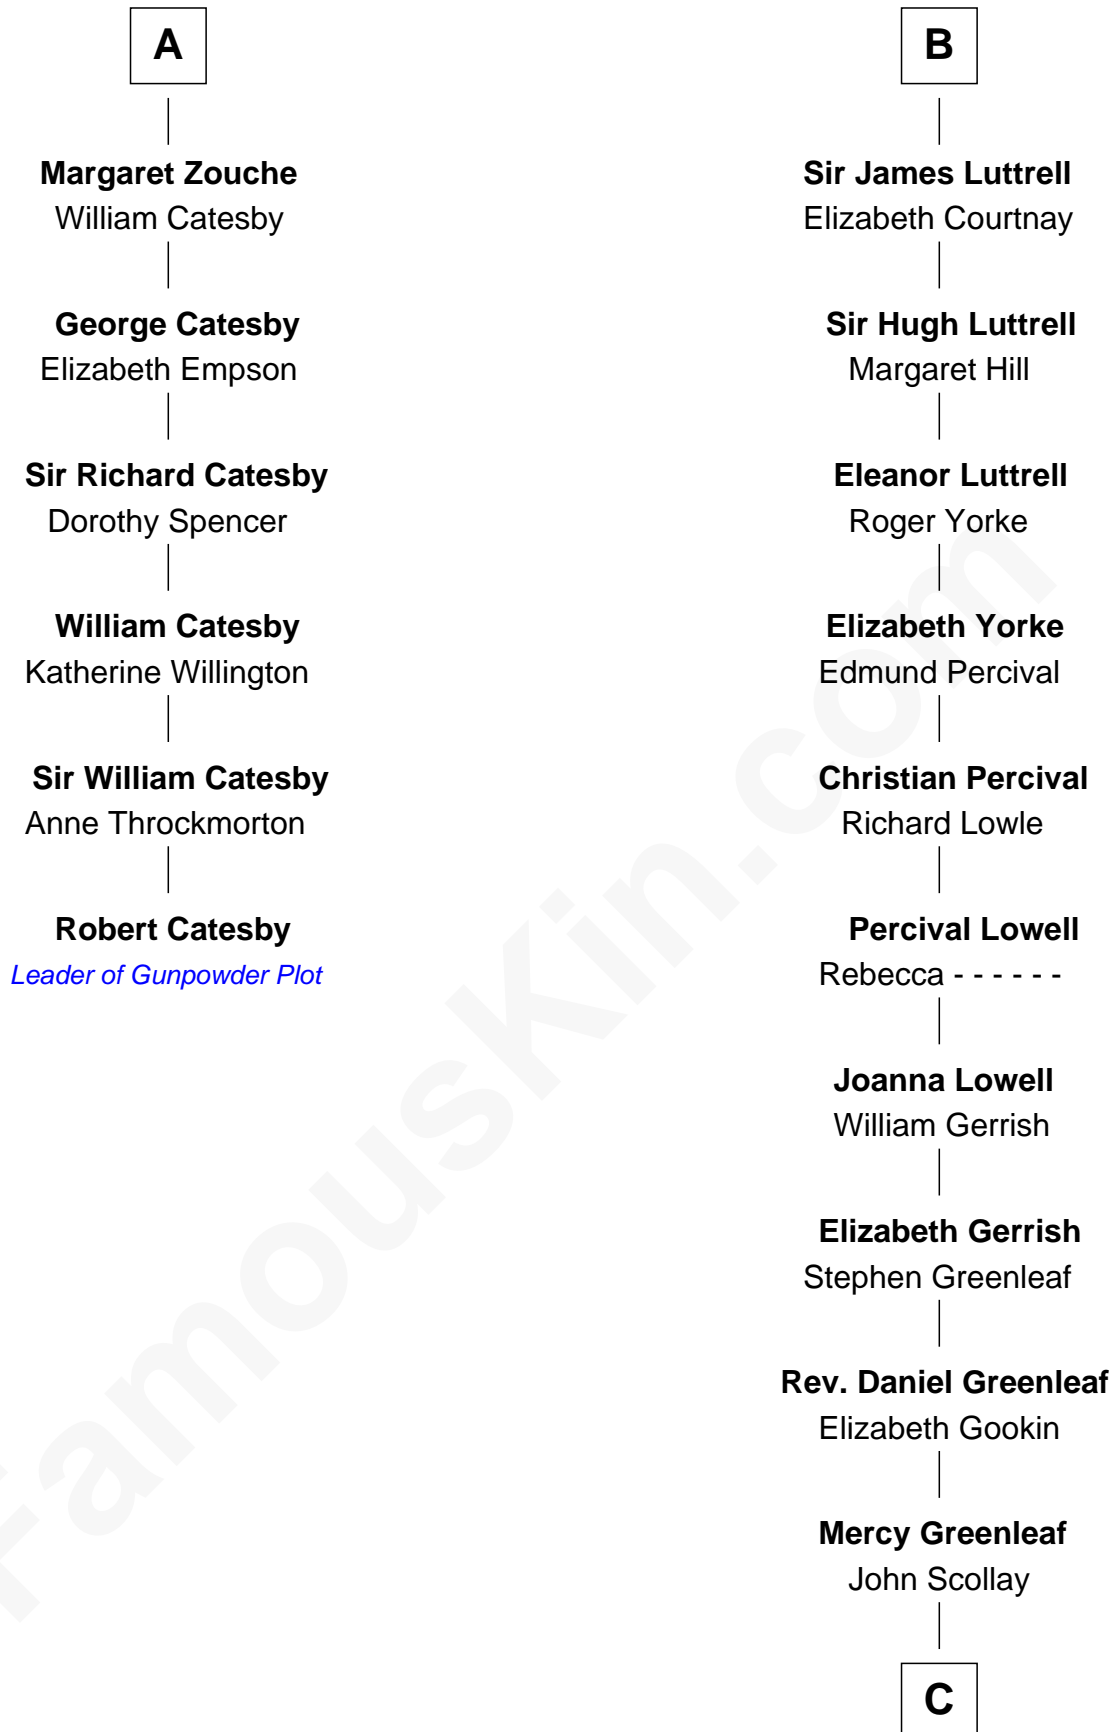 A
Margaret Zouche
William Catesby
George Catesby
Elizabeth Empson
Sir Richard Catesby
Dorothy Spencer
William Catesby
Katherine Willington
Sir William Catesby
Anne Throckmorton
Robert Catesby
Leader of Gunpowder Plot
B
Sir James Luttrell
Elizabeth Courtnay
Sir Hugh Luttrell
Margaret Hill
Eleanor Luttrell
Roger Yorke
Elizabeth Yorke
Edmund Percival
Christian Percival
Richard Lowle
Percival Lowell
Rebecca - - - - - -
Joanna Lowell
William Gerrish
Elizabeth Gerrish
Stephen Greenleaf
Rev. Daniel Greenleaf
Elizabeth Gookin
Mercy Greenleaf
John Scollay
C
FamousKin.com